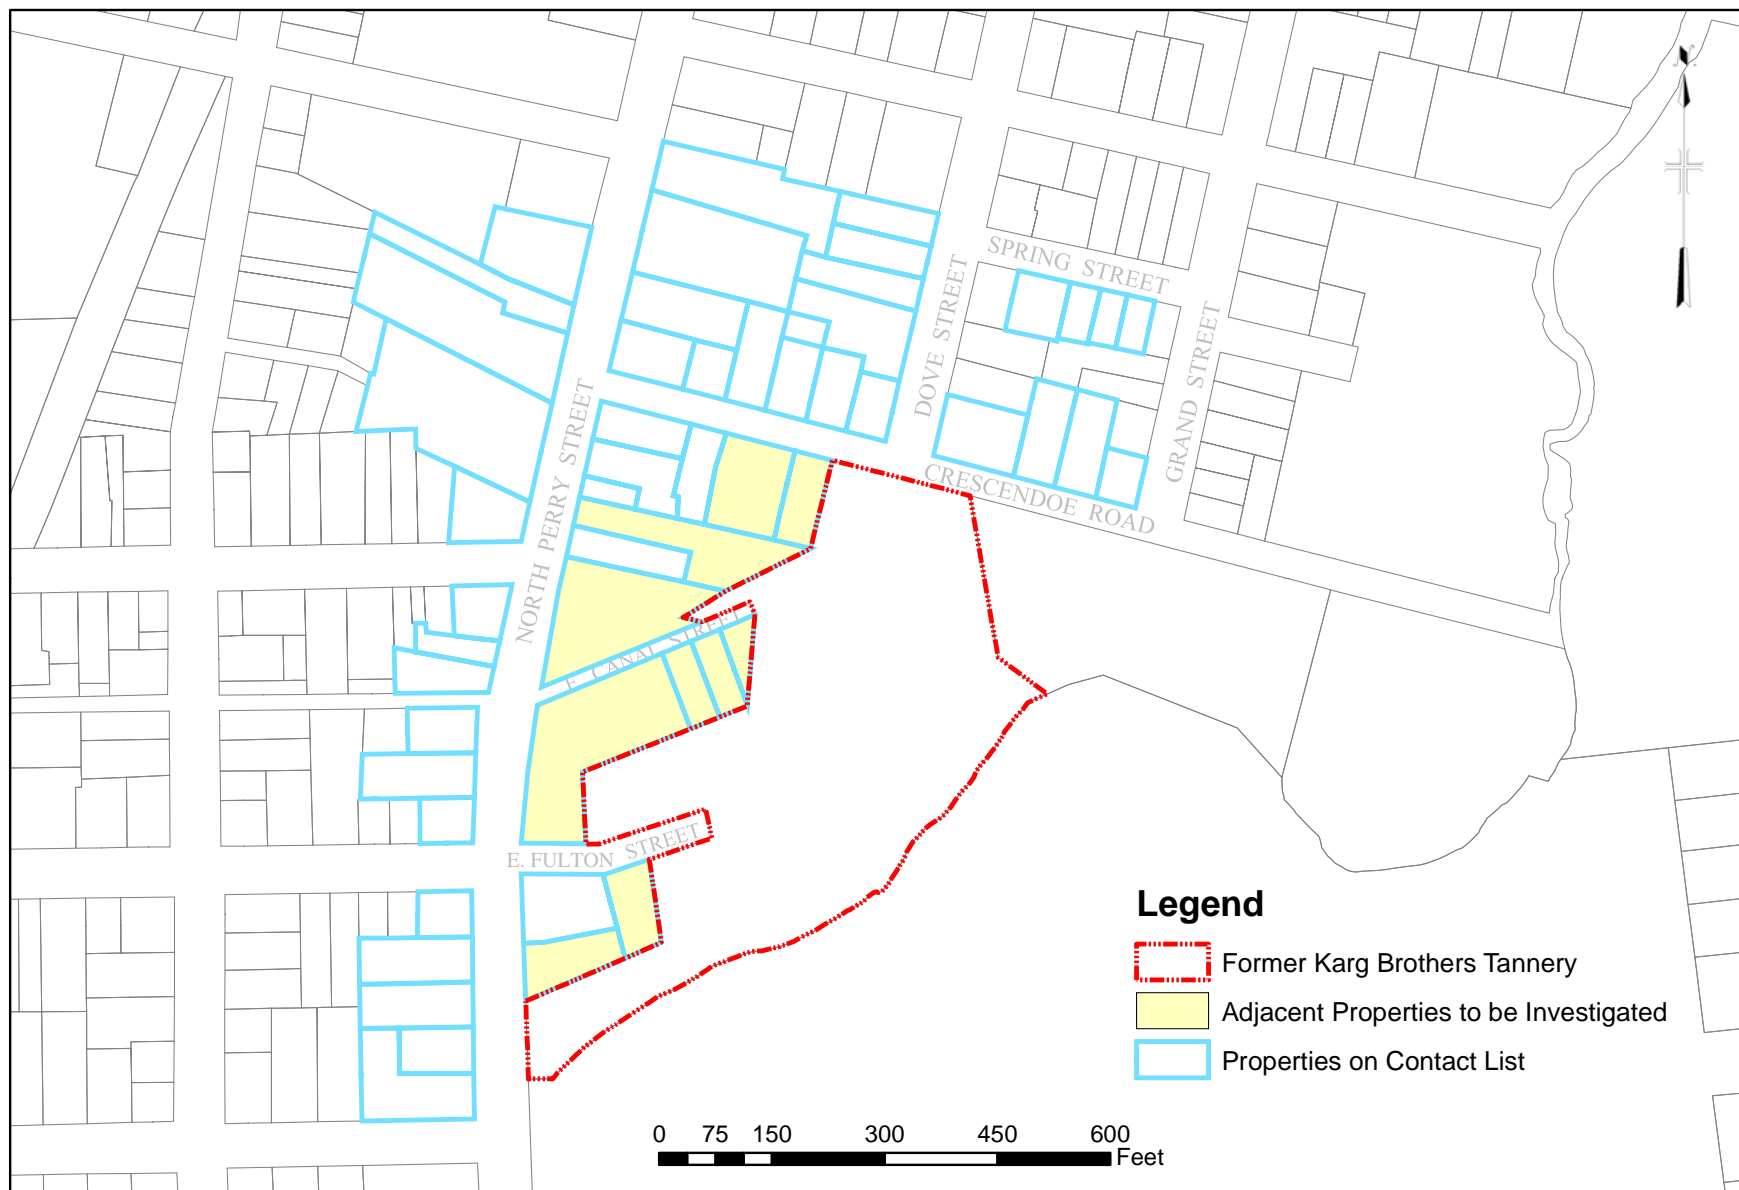 N.
SPRING STREET
DOVE STREET
GRAND STREET
NORTH PERRY STREET
CRESCENDOE ROAD
E. CANAL STREET
E. FULTON STREET
Legend
Former Karg Brothers Tannery
Adjacent Properties to be Investigated
Properties on Contact List
0 75 150 300 450 600
Feet